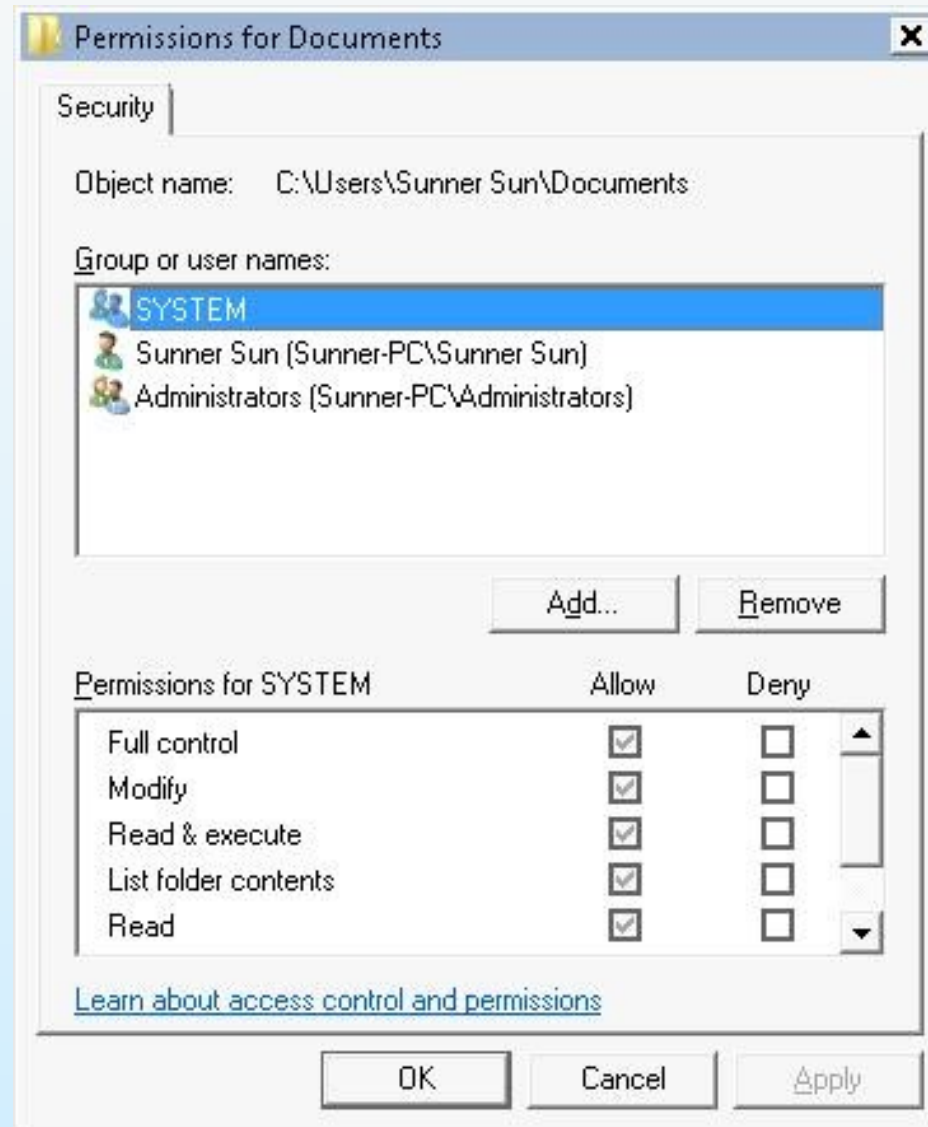 Permissions for Documents
Security
Object name: C:\Users\Sunner Sun\Documents
Group or user names:
SYSTEM
Sunner Sun (Sunner-PC\Sunner Sun)
Administrators (Sunner-PC\Administrators)
Add... Remove
Permissions for SYSTEM Allow Deny
Full control
Modify
Read & execute
List folder contents
Read
Learn about access control and permissions
OK Cancel Apply